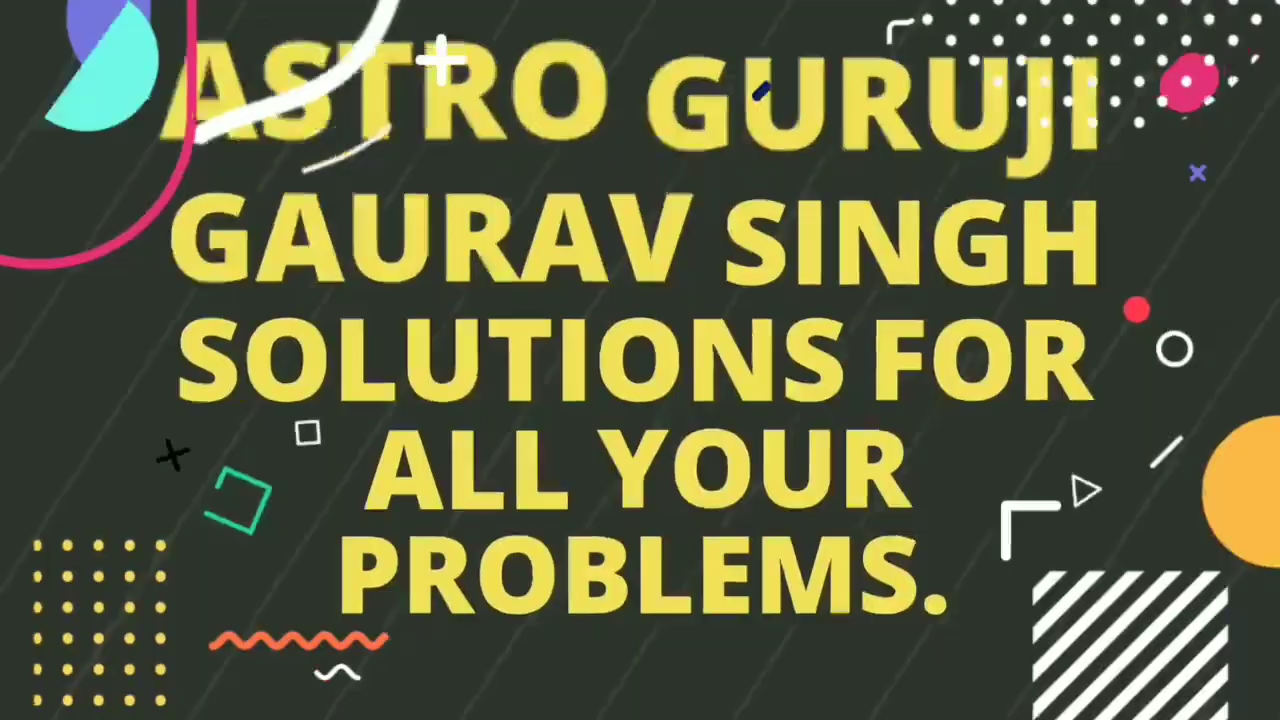 ASTRO GURUJI
GAURAV SINGH
SOLUTIONS FOR
ALL YOUR
PROBLEMS.